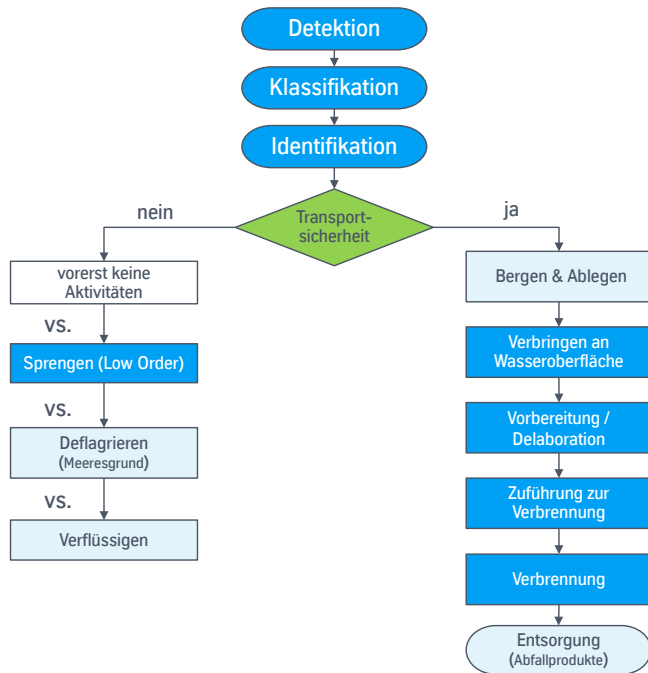 Detektion
Klassifikation
Identifikation
Transport-
sicherheit
nein
ja
vorerst keine
Aktivitäten
vs.
Sprengen (Low Order)
vs.
Deflagrieren
(Meeresgrund)
vs.
Verflüssigen
Bergen & Ablegen
Verbringen an
Wasseroberfläche
Vorbereitung /
Delaboration
Zuführung zur
Verbrennung
Verbrennung
Entsorgung
(Abfallprodukte)